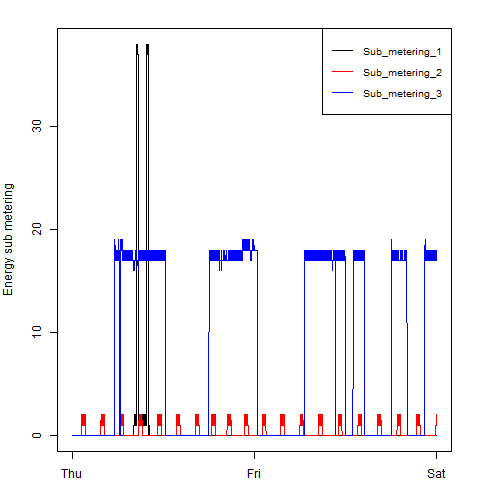 Sub_metering_1
Sub_metering_2
Sub_metering_3
Energy sub metering
30
20
10
0
Thu
Fri
Sat